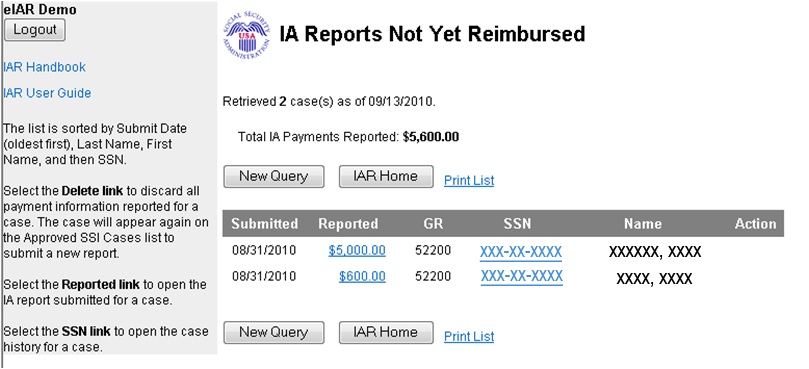 eIAR Demo
Logout
IAR Handbook
IAR User Guide
The list is sorted by Submit Date
(oldest first), Last Name, First
Name, and then SSN.
Select the Delete link to discard all
payment information reported for a
case. The case will appear again on
the Approved SSI Cases list to
submit a new report.
Select the Reported link to open the
IA report submitted for a case.
Select the SSN link to open the case
history for a case.
SOCIAL SECURITY
USA
ADMINISTRATION
IA Reports Not Yet Reimbursed
Retrieved 2 case(s) as of 09/13/2010.
Total IA Payments Reported: $5,600.00
New Query IAR Home Print List
Submitted Reported GR SSN Name Action
08/31/2010 $5,000.00 52200 XXX-XX-XXXX XXXXXX, XXXX
08/31/2010 $600.00 52200 XXX-XX-XXXX XXXX, XXXX
New Query IAR Home Print List